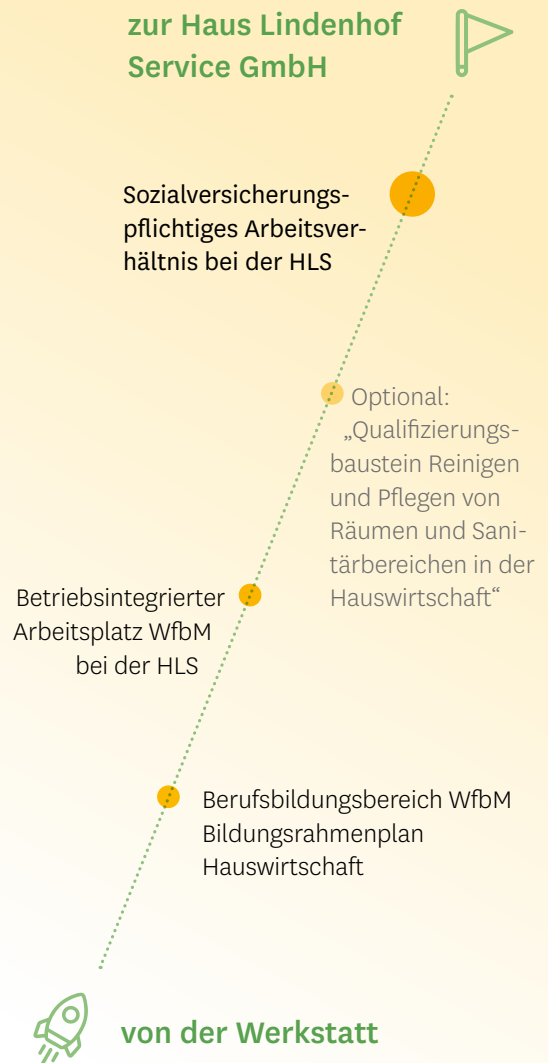 zur Haus Lindenhof
Service GmbH
Sozialversicherungs-
pflichtiges Arbeitsver-
hältnis bei der HLS
Optional:
„Qualifizierungs-
baustein Reinigen
und Pflegen von
Räumen und Sani-
tärbereichen in der
Hauswirtschaft“
Betriebsintegrierter
Arbeitsplatz WfbM
bei der HLS
Berufsbildungsbereich WfbM
Bildungsrahmenplan
Hauswirtschaft
von der Werkstatt